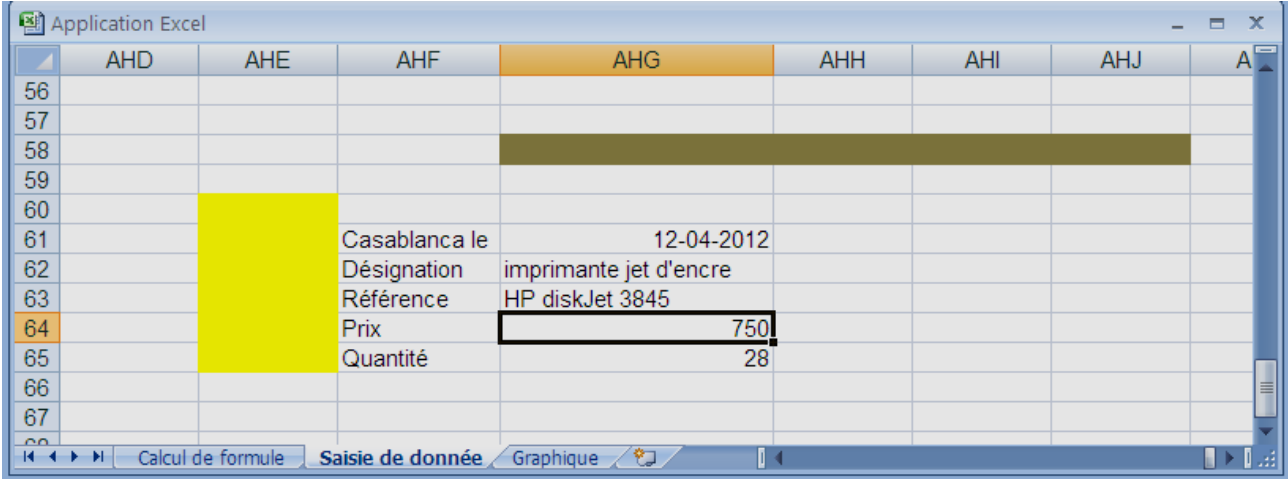 Application Excel
AHD AHE AHF AHG AHH AHI AHJ A
56
57
58
59
60
61 Casablanca le 12-04-2012
62 Désignation imprimante jet d'encre
63 Référence HP diskJet 3845
64 Prix 750
65 Quantité 28
66
67
Calcul de formule Saisie de donnée Graphique